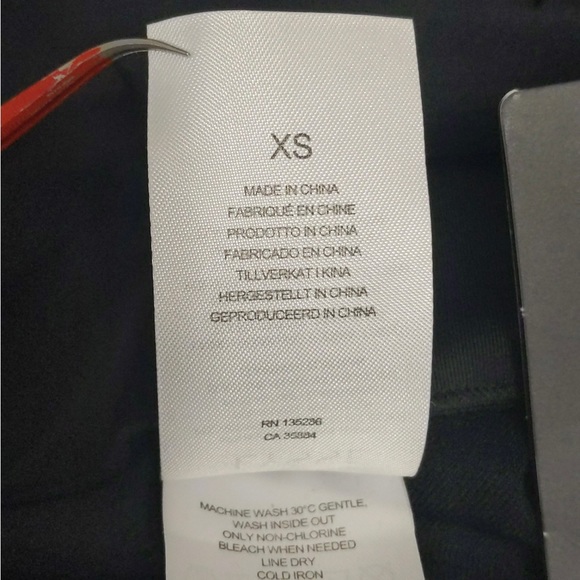 XS
MADE IN CHINA
FABRIQUÉ EN CHINE
PRODOTTO IN CHINA
FABRICADO EN CHINA
TILLVERKAT I KINA
HERGESTELLT IN CHINA
GEPRODUCEERD IN CHINA
RN 135286
CA 35884
MACHINE WASH 30°C GENTLE,
WASH INSIDE OUT
ONLY NON-CHLORINE
BLEACH WHEN NEEDED
LINE DRY
COLD IRON